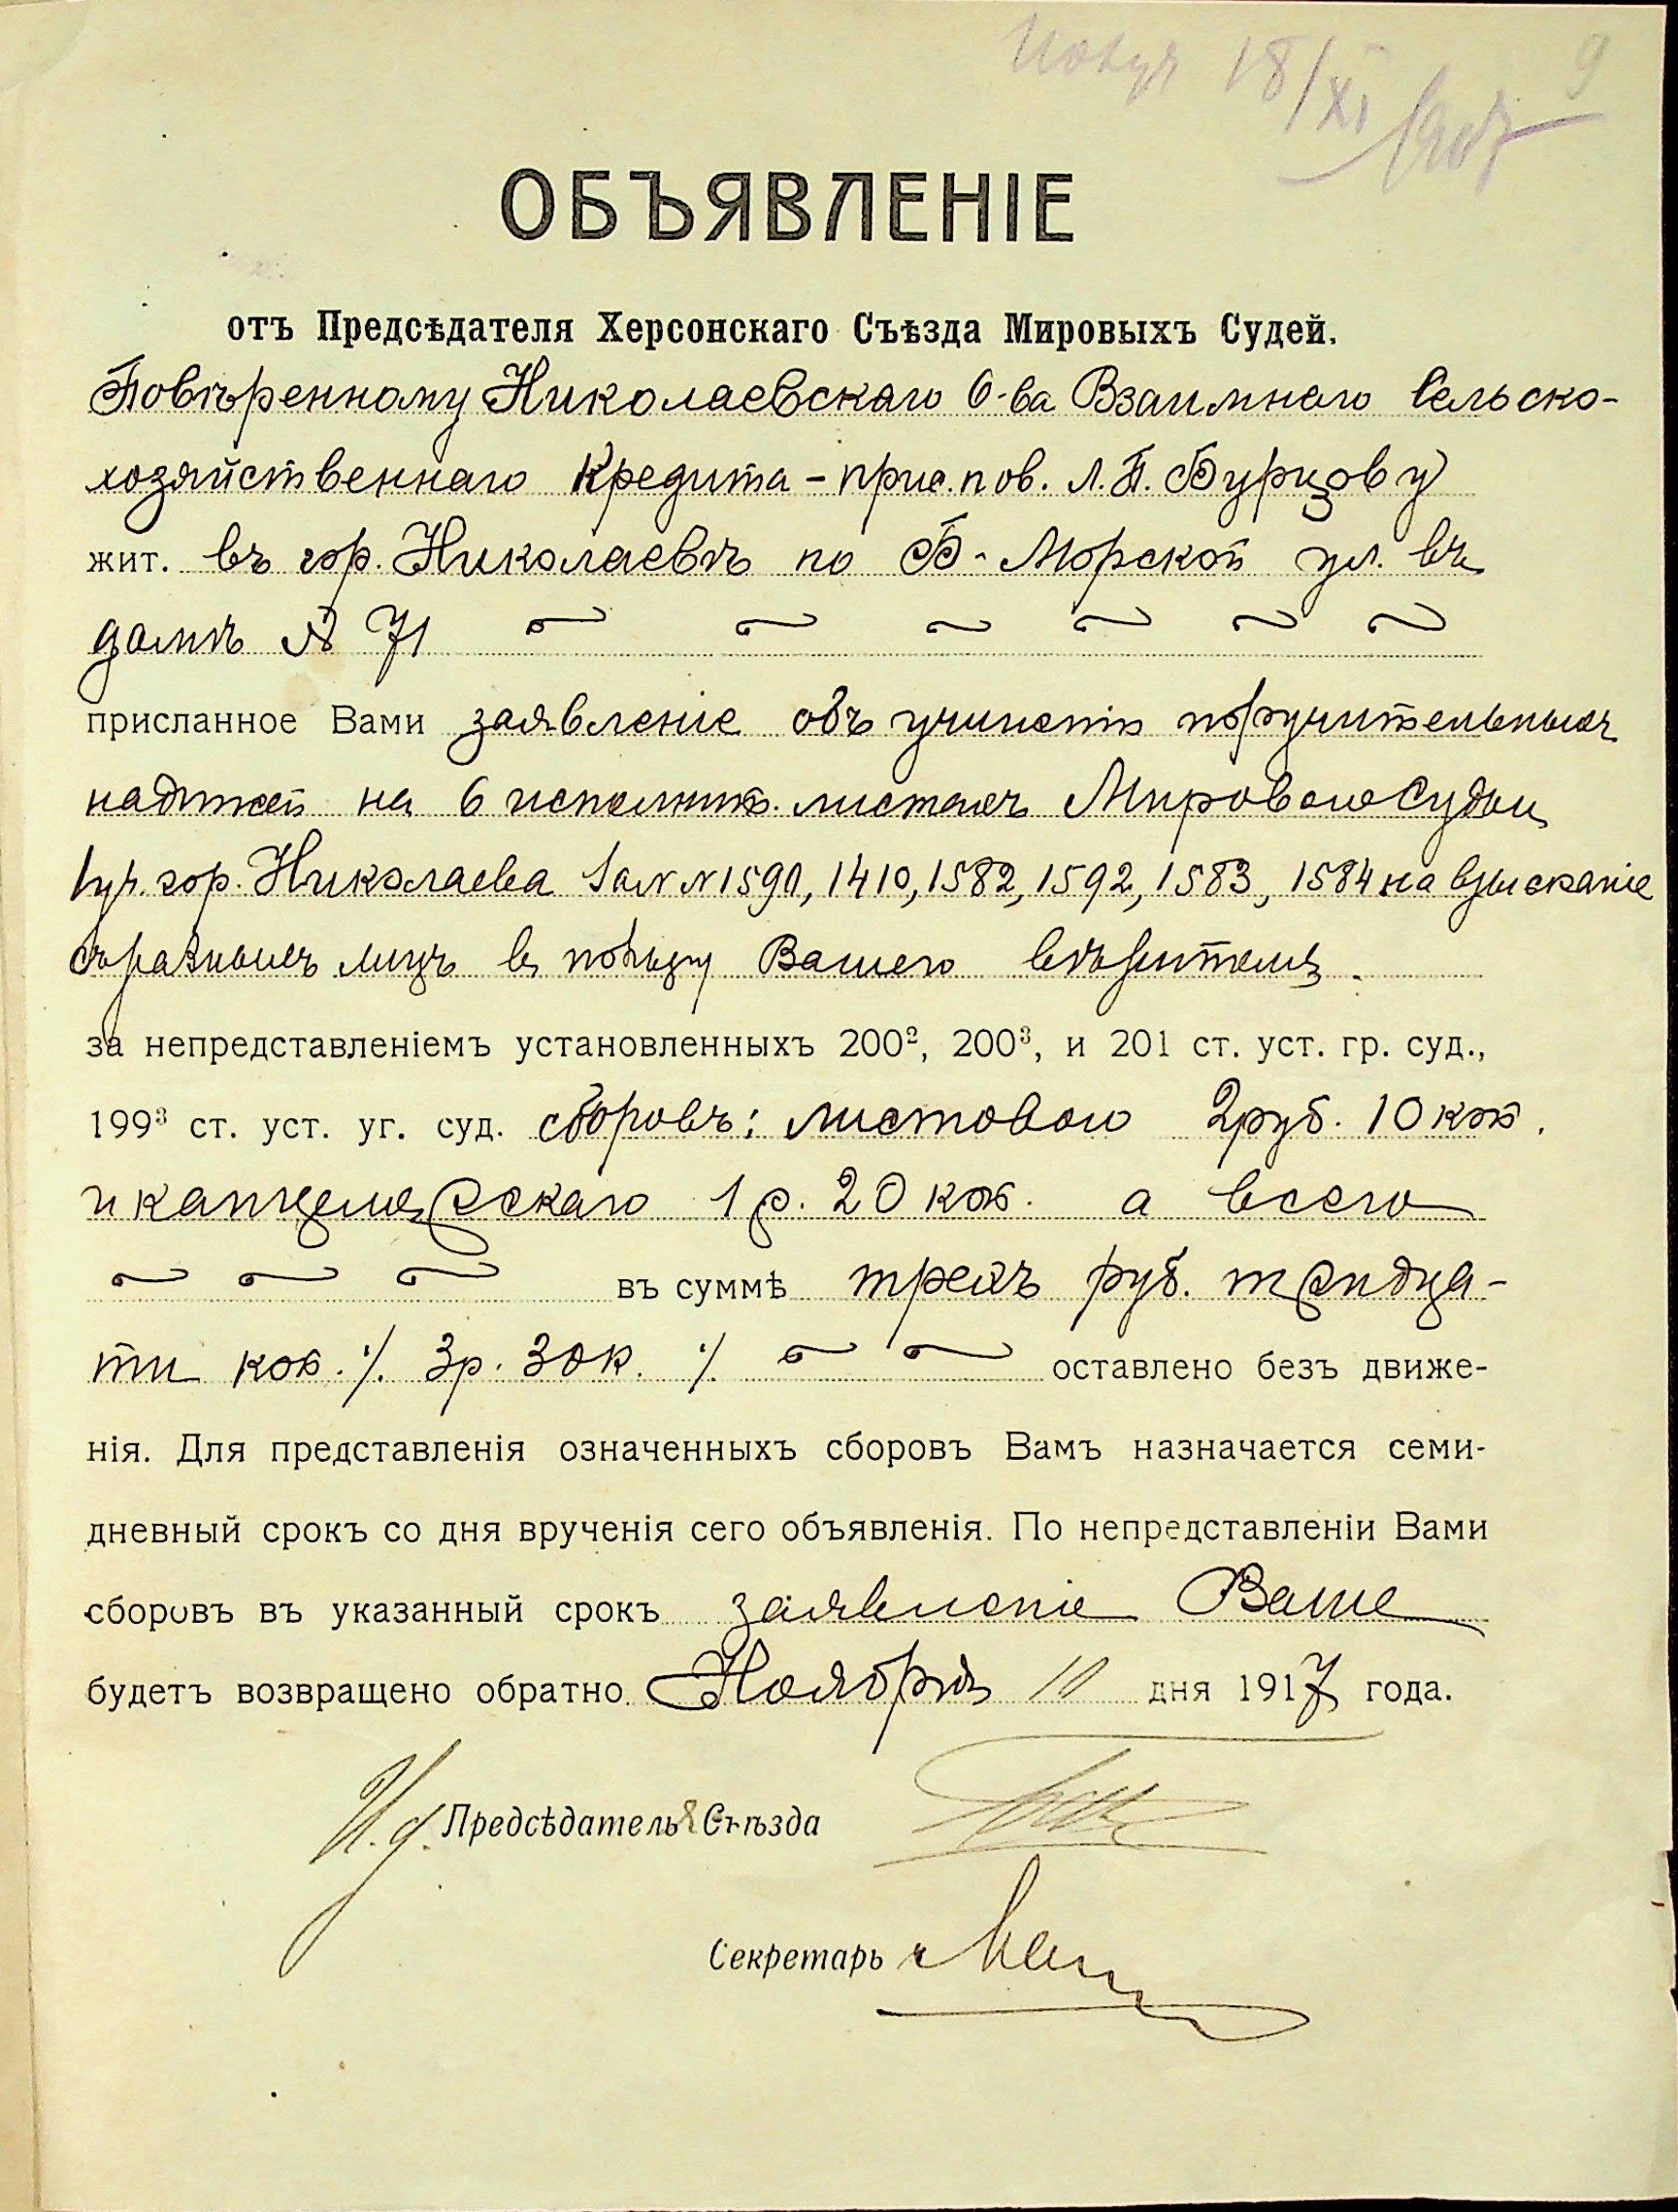 18/XI
9
ОБЪЯВЛЕНІЕ
отъ Предсѣдателя Херсонскаго Съѣзда Мировыхъ Судей.
Повѣренному Николаевскаго О-ва Взаимнаго Сельско-
хозяйственнаго Кредита - прис. пов. Л. П. Бурцову
жит. въ гор. Николаевѣ по Б-Морской ул. въ
домѣ № 71
присланное Вами заявленіе объ учиненіи поручительныхъ
надписей на 6 исполнит. листахъ Мирового Судьи
1 уч. гор. Николаева за №№ 1590, 1410, 1582, 1592, 1583, 1584 на взысканіе
съ разныхъ лицъ въ пользу Вашего вѣрителя.
за непредставленіемъ установленныхъ 200², 200³, и 201 ст. уст. гр. суд.,
199³ ст. уст. уг. суд. сборовъ: листового 2 руб. 10 коп.
и канцелярскаго 1 р. 20 коп. а всего
въ суммѣ трехъ руб. тридца-
ти коп. ·/. 3 р. 30 к. ·/. оставлено безъ движе-
нія. Для представленія означенныхъ сборовъ Вамъ назначается семи-
дневный срокъ со дня врученія сего объявленія. По непредставленіи Вами
сборовъ въ указанный срокъ заявленіе Ваше
будетъ возвращено обратно. Ноября 10 дня 1917 года.
И. д. Предсѣдателя Съѣзда
Секретарь